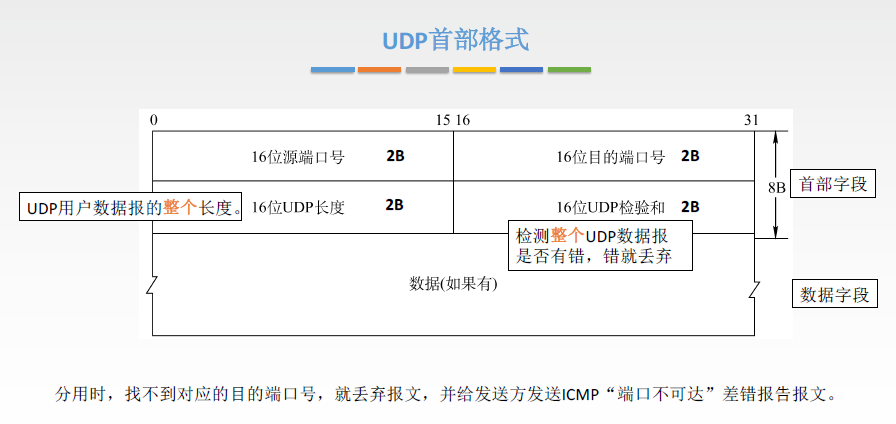 UDP首部格式
0 15 16 31
16位源端口号 2B 16位目的端口号 2B
8B 首部字段
UDP用户数据报的整个长度。 16位UDP长度 2B 16位UDP检验和 2B
检测整个UDP数据报
是否有错，错就丢弃
数据(如果有) 数据字段
分用时，找不到对应的目的端口号，就丢弃报文，并给发送方发送ICMP“端口不可达”差错报告报文。